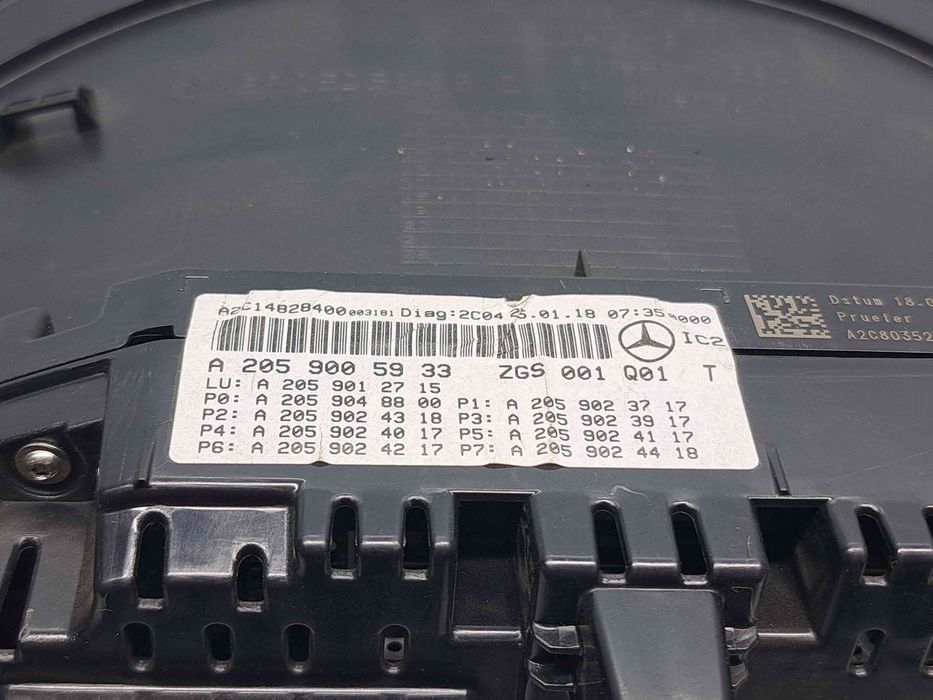 A2C14828400003181 Diag:2C04 25.01.18 07:35 0000
IC2
A 205 900 59 33 ZGS 001 Q01 T
LU: A 205 901 27 15
P0: A 205 904 88 00 P1: A 205 902 37 17
P2: A 205 902 43 18 P3: A 205 902 39 17
P4: A 205 902 40 17 P5: A 205 902 41 17
P6: A 205 902 42 17 P7: A 205 902 44 18
Datum 18.0
Pruefer
A2C80352